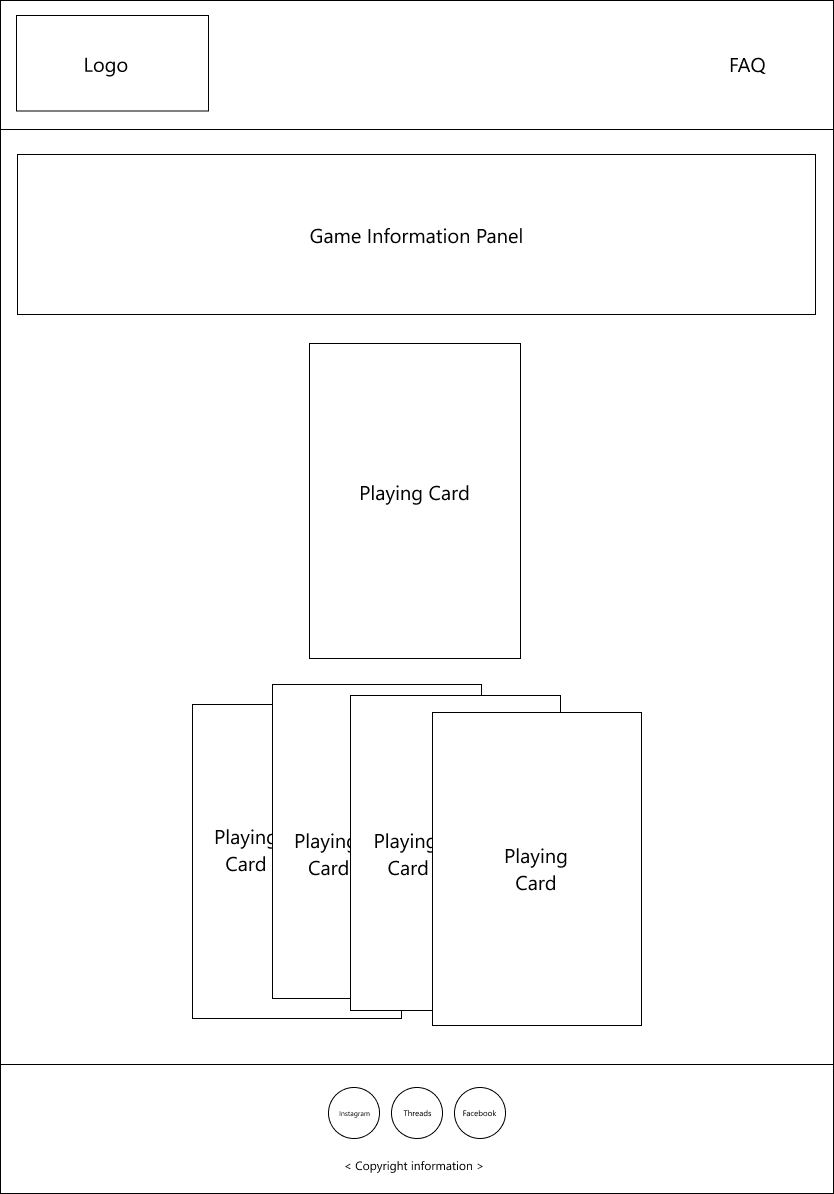 Logo
FAQ
Game Information Panel
Playing Card
Playing
Card
Playing
Card
Playing
Card
Playing
Card
Instagram
Threads
Facebook
< Copyright information >